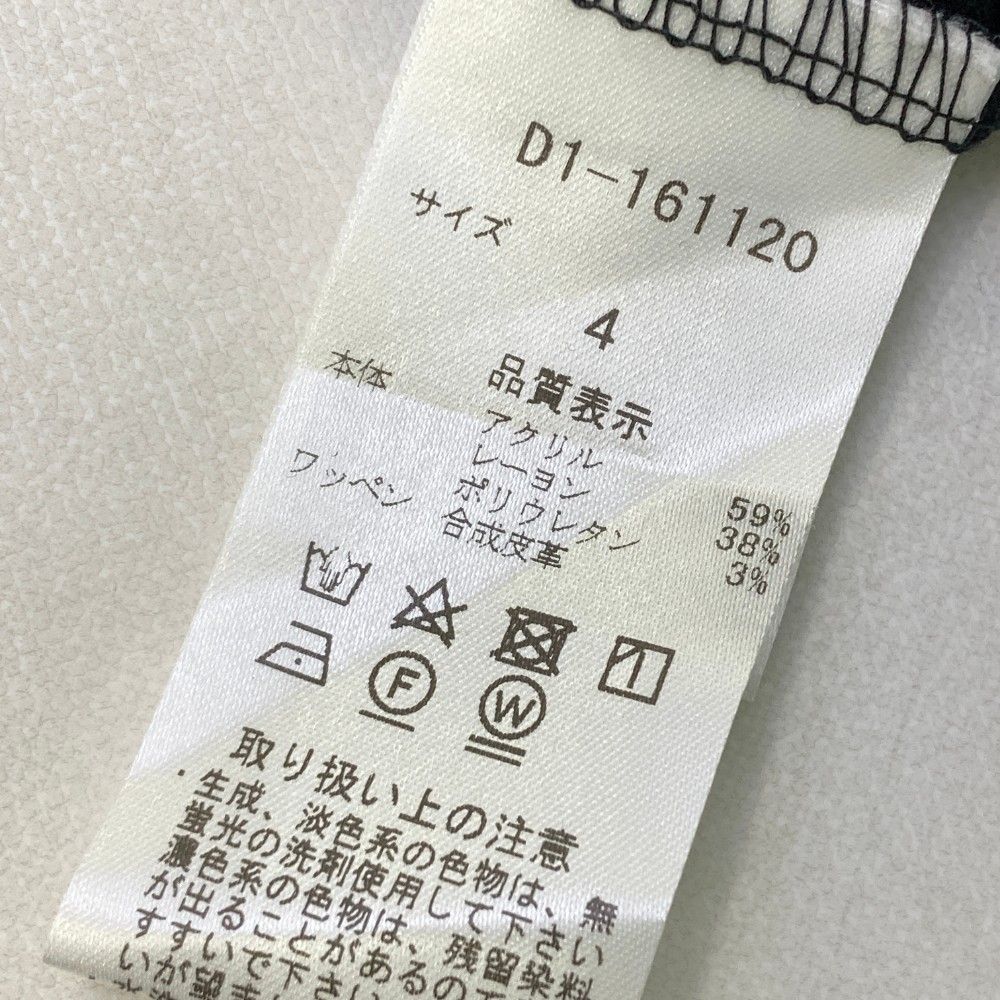 D1-161120
サイズ
4
品質表示
本体 アクリル 59%
レーヨン 38%
ポリウレタン 3%
ワッペン 合成皮革
F
W
取り扱い上の注意
・生成、淡色系の色物は、無
蛍光の洗剤使用して下さい
濃色系の色物は、残留染料
が出ることがある
すすいで下さ
いが